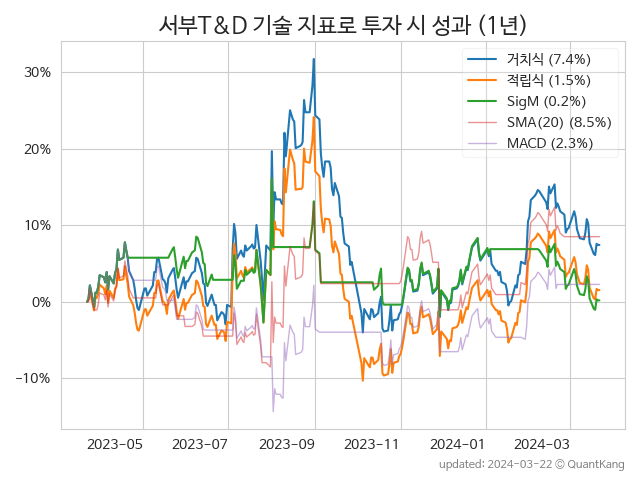 서부T&D 기술 지표로 투자 시 성과 (1년)
거치식 (7.4%)
적립식 (1.5%)
SigM (0.2%)
SMA(20) (8.5%)
MACD (2.3%)
30%
20%
10%
0%
−10%
2023-05
2023-07
2023-09
2023-11
2024-01
2024-03
updated: 2024-03-22 © QuantKang